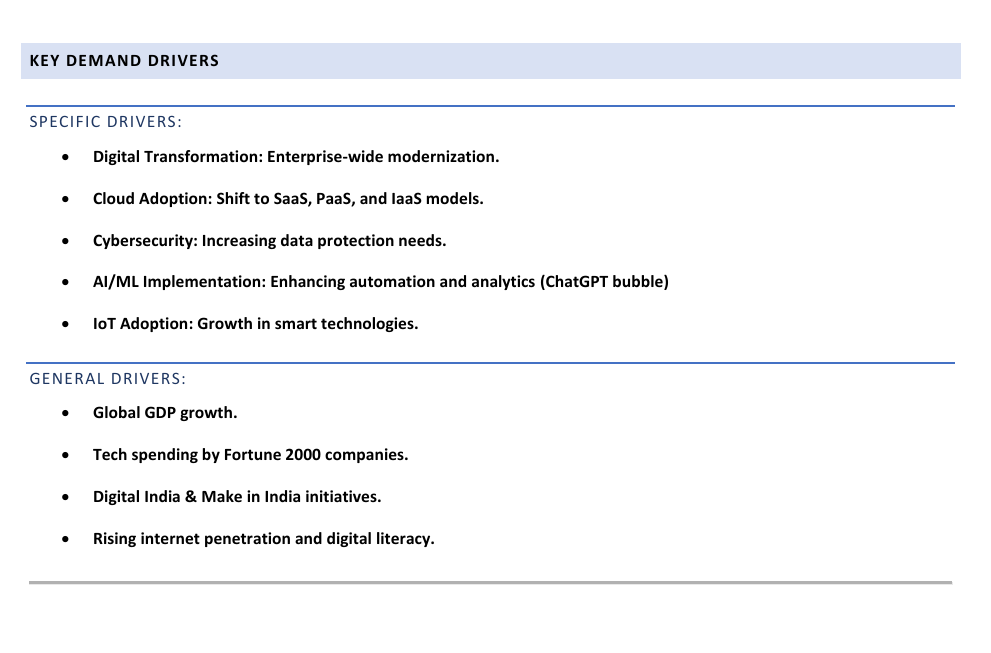 KEY DEMAND DRIVERS
SPECIFIC DRIVERS:
• Digital Transformation: Enterprise-wide modernization.
• Cloud Adoption: Shift to SaaS, PaaS, and IaaS models.
• Cybersecurity: Increasing data protection needs.
• AI/ML Implementation: Enhancing automation and analytics (ChatGPT bubble)
• IoT Adoption: Growth in smart technologies.
GENERAL DRIVERS:
• Global GDP growth.
• Tech spending by Fortune 2000 companies.
• Digital India & Make in India initiatives.
• Rising internet penetration and digital literacy.